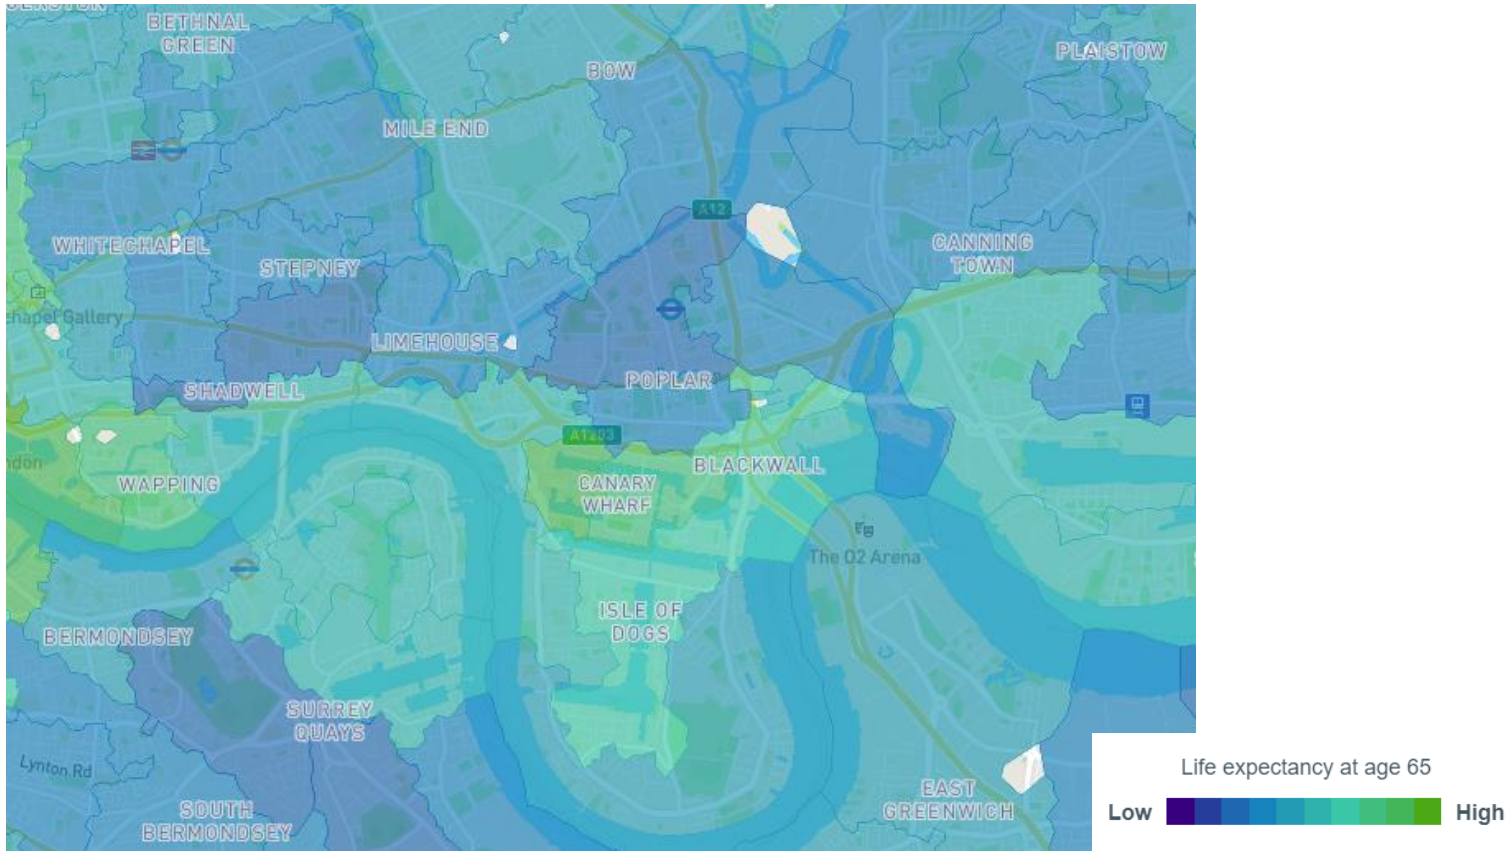 BETHNAL
GREEN
PLAISTOW
BOW
MILE END
A12
WHITECHAPEL
CANNING
TOWN
STEPNEY
chapel Gallery
LIMEHOUSE
POPLAR
SHADWELL
A1203
ndon
BLACKWALL
WAPPING
CANARY
WHARF
The O2 Arena
ISLE OF
DOGS
BERMONDSEY
SURREY
QUAYS
Lynton Rd
Life expectancy at age 65
EAST
GREENWICH
Low
High
SOUTH
BERMONDSEY